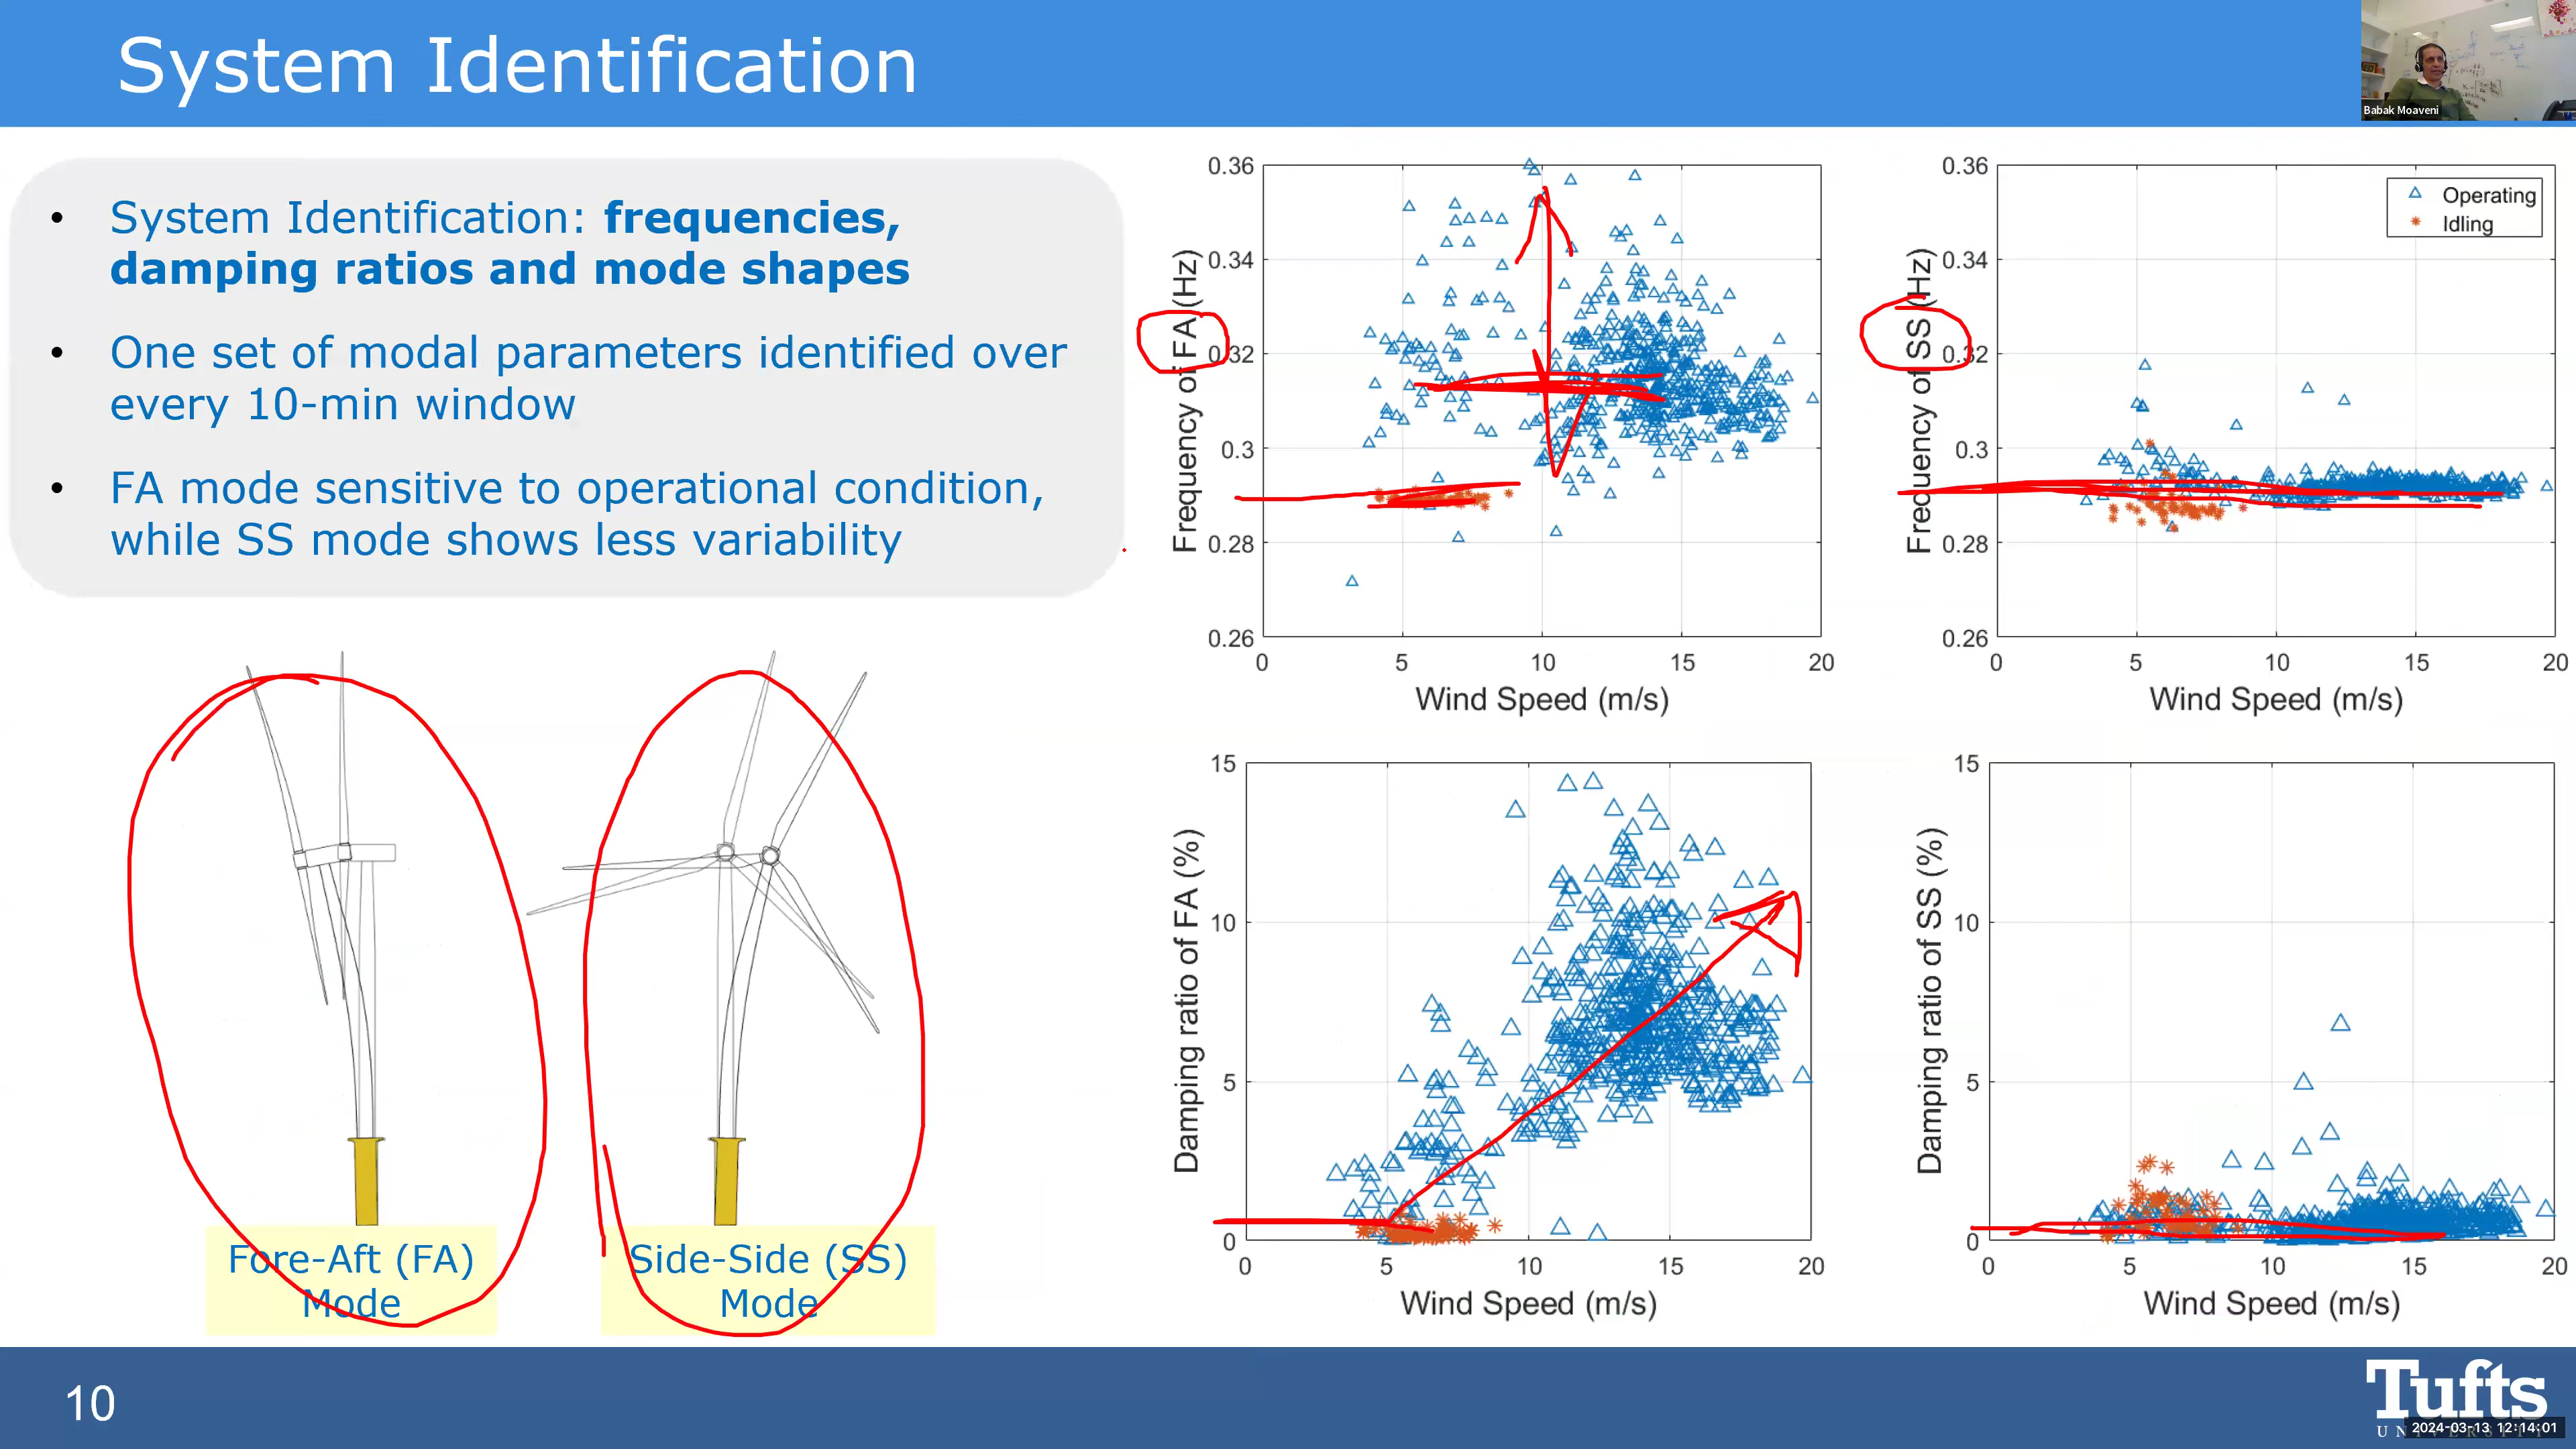 System Identification
Babak Moaveni
• System Identification: frequencies,
damping ratios and mode shapes
• One set of modal parameters identified over
every 10-min window
• FA mode sensitive to operational condition,
while SS mode shows less variability
Fore-Aft (FA)
Mode
Side-Side (SS)
Mode
Frequency of FA (Hz)
0.36
0.34
0.32
0.3
0.28
0.26
0 5 10 15 20
Wind Speed (m/s)
Frequency of SS (Hz)
0.36
0.34
0.32
0.3
0.28
0.26
0 5 10 15 20
Wind Speed (m/s)
Operating
Idling
Damping ratio of FA (%)
15
10
5
0
0 5 10 15 20
Wind Speed (m/s)
Damping ratio of SS (%)
15
10
5
0
0 5 10 15 20
Wind Speed (m/s)
10
Tufts
2024-03-13 12:14:01